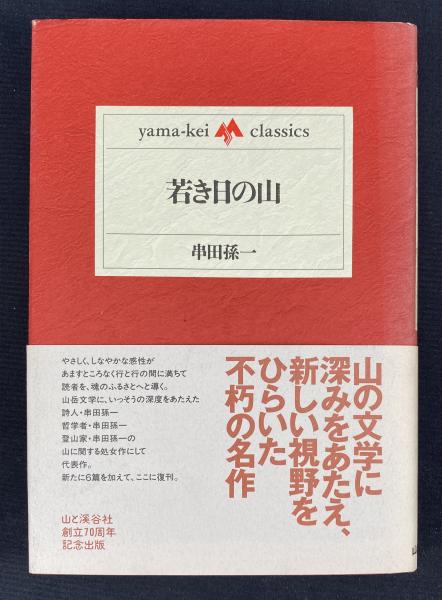 yama-kei classics
若き日の山
串田孫一
山の文学に
深みをあたえ、
新しい視野を
ひらいた
不朽の名作
やさしく、しなやかな感性が
あますところなく行と行の間に満ちて
読者を、魂のふるさとへと導く。
山岳文学に、いっそうの深度をあたえた
詩人・串田孫一
哲学者・串田孫一
登山家・串田孫一の
山に関する処女作にして
代表作。
新たに6篇を加えて、ここに復刊。
山と溪谷社
創立70周年
記念出版